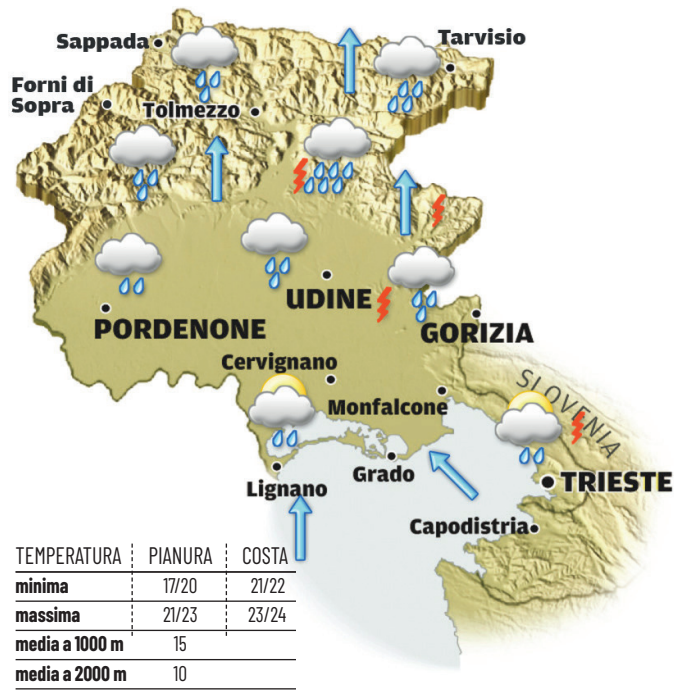 Sappada
Tarvisio
Forni di
Sopra
Tolmezzo
UDINE
PORDENONE
GORIZIA
Cervignano
SLOVENIA
Monfalcone
Grado
TRIESTE
Lignano
Capodistria
TEMPERATURA PIANURA COSTA
minima 17/20 21/22
massima 21/23 23/24
media a 1000 m 15
media a 2000 m 10